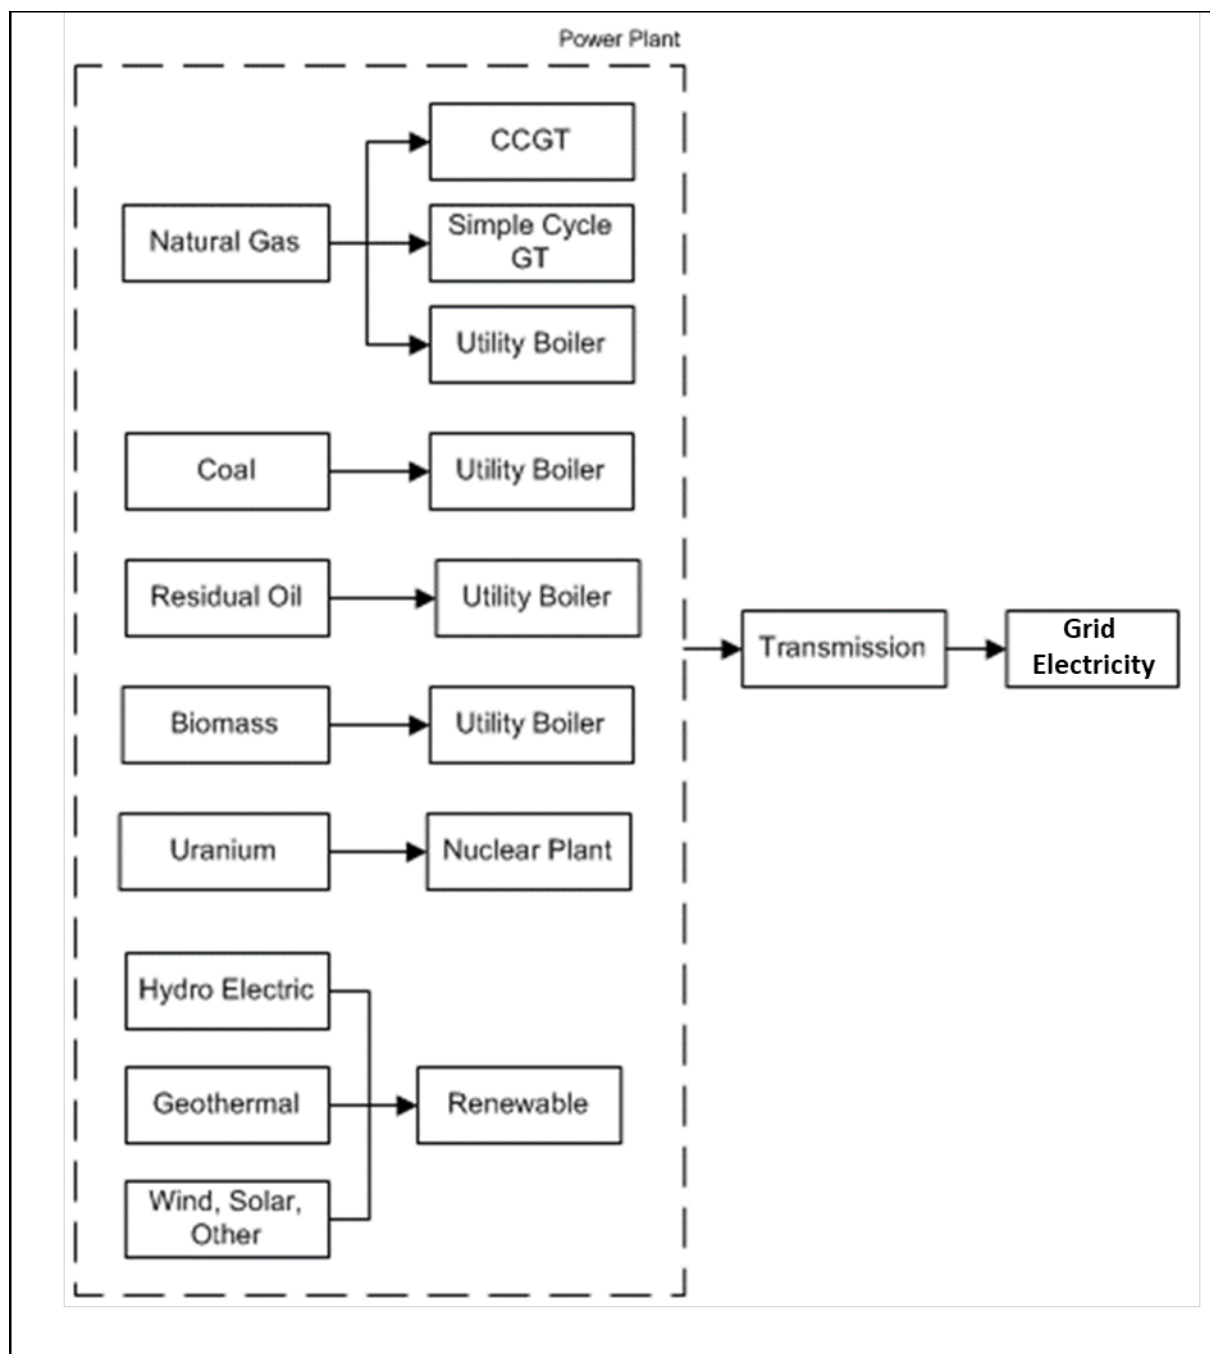 Power Plant
CCGT
Natural Gas
Simple Cycle
GT
Utility Boiler
Coal
Utility Boiler
Residual Oil
Utility Boiler
Biomass
Utility Boiler
Uranium
Nuclear Plant
Hydro Electric
Geothermal
Renewable
Wind, Solar,
Other
Transmission
Grid
Electricity